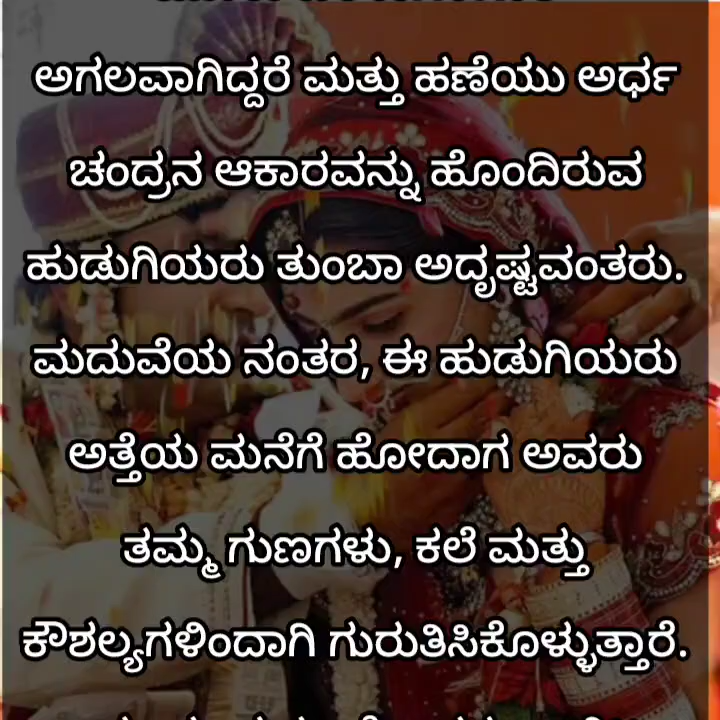 ಅಗಲವಾಗಿದ್ದರೆ ಮತ್ತು ಹಣೆಯು ಅರ್ಧ
ಚಂದ್ರನ ಆಕಾರವನ್ನು ಹೊಂದಿರುವ
ಹುಡುಗಿಯರು ತುಂಬಾ ಅದೃಷ್ಟವಂತರು.
ಮದುವೆಯ ನಂತರ, ಈ ಹುಡುಗಿಯರು
ಅತ್ತೆಯ ಮನೆಗೆ ಹೋದಾಗ ಅವರು
ತಮ್ಮ ಗುಣಗಳು, ಕಲೆ ಮತ್ತು
ಕೌಶಲ್ಯಗಳಿಂದಾಗಿ ಗುರುತಿಸಿಕೊಳ್ಳುತ್ತಾರೆ.